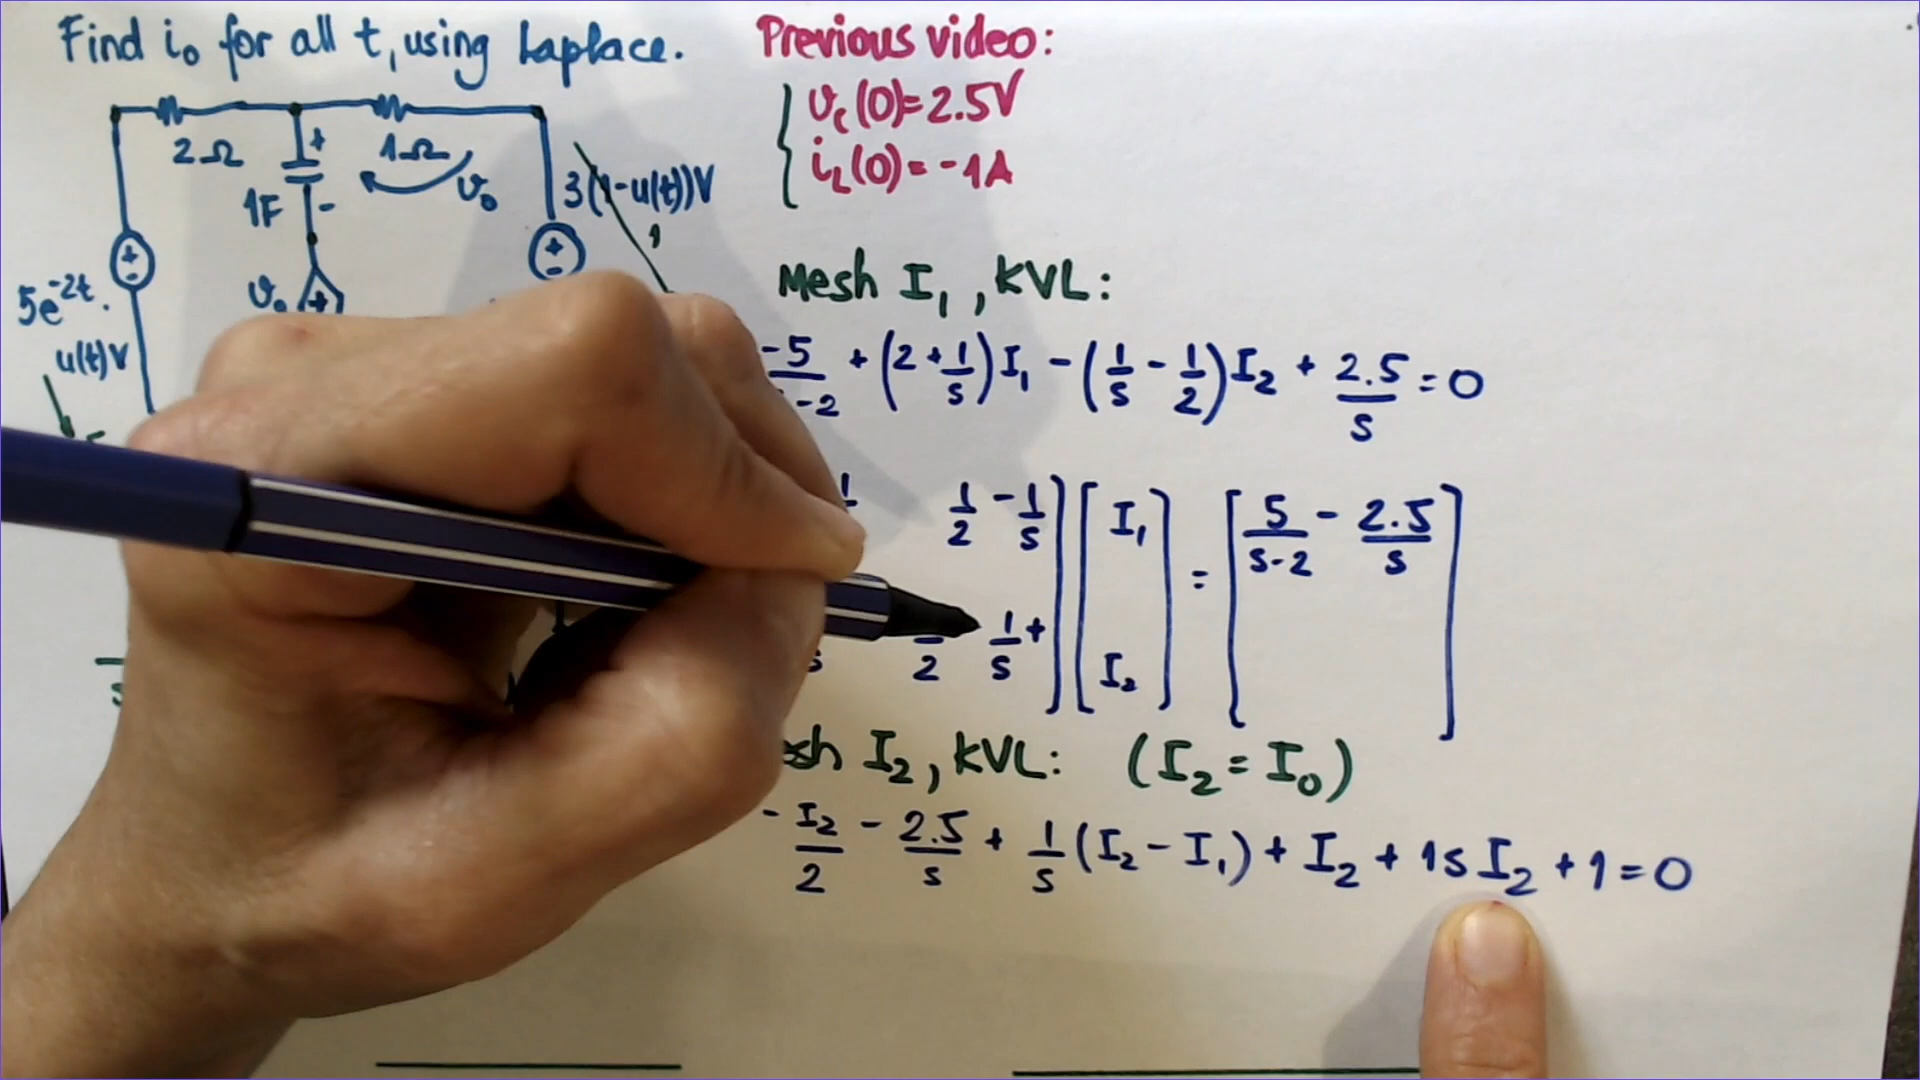 Find i₀ for all t, using Laplace.
2Ω
1Ω
+
1F
-
v₀
3(1-u(t))V
+
-
+
-
5e⁻²ᵗ.
u(t)V
v₀
+
Previous video:
v_c(0)=2.5V
i_L(0)=-1A
Mesh I₁, KVL:
-5/-2 + (2+1/s)I₁ - (1/s - 1/2)I₂ + 2.5/s = 0
1/2 - 1/s] [I₁ = [5/s-2 - 2.5/s]
2 1/s + ] I₂]
I₂, KVL: (I₂ = I₀)
- I₂/2 - 2.5/s + 1/s (I₂ - I₁) + I₂ + 1s I₂ + 1 = 0